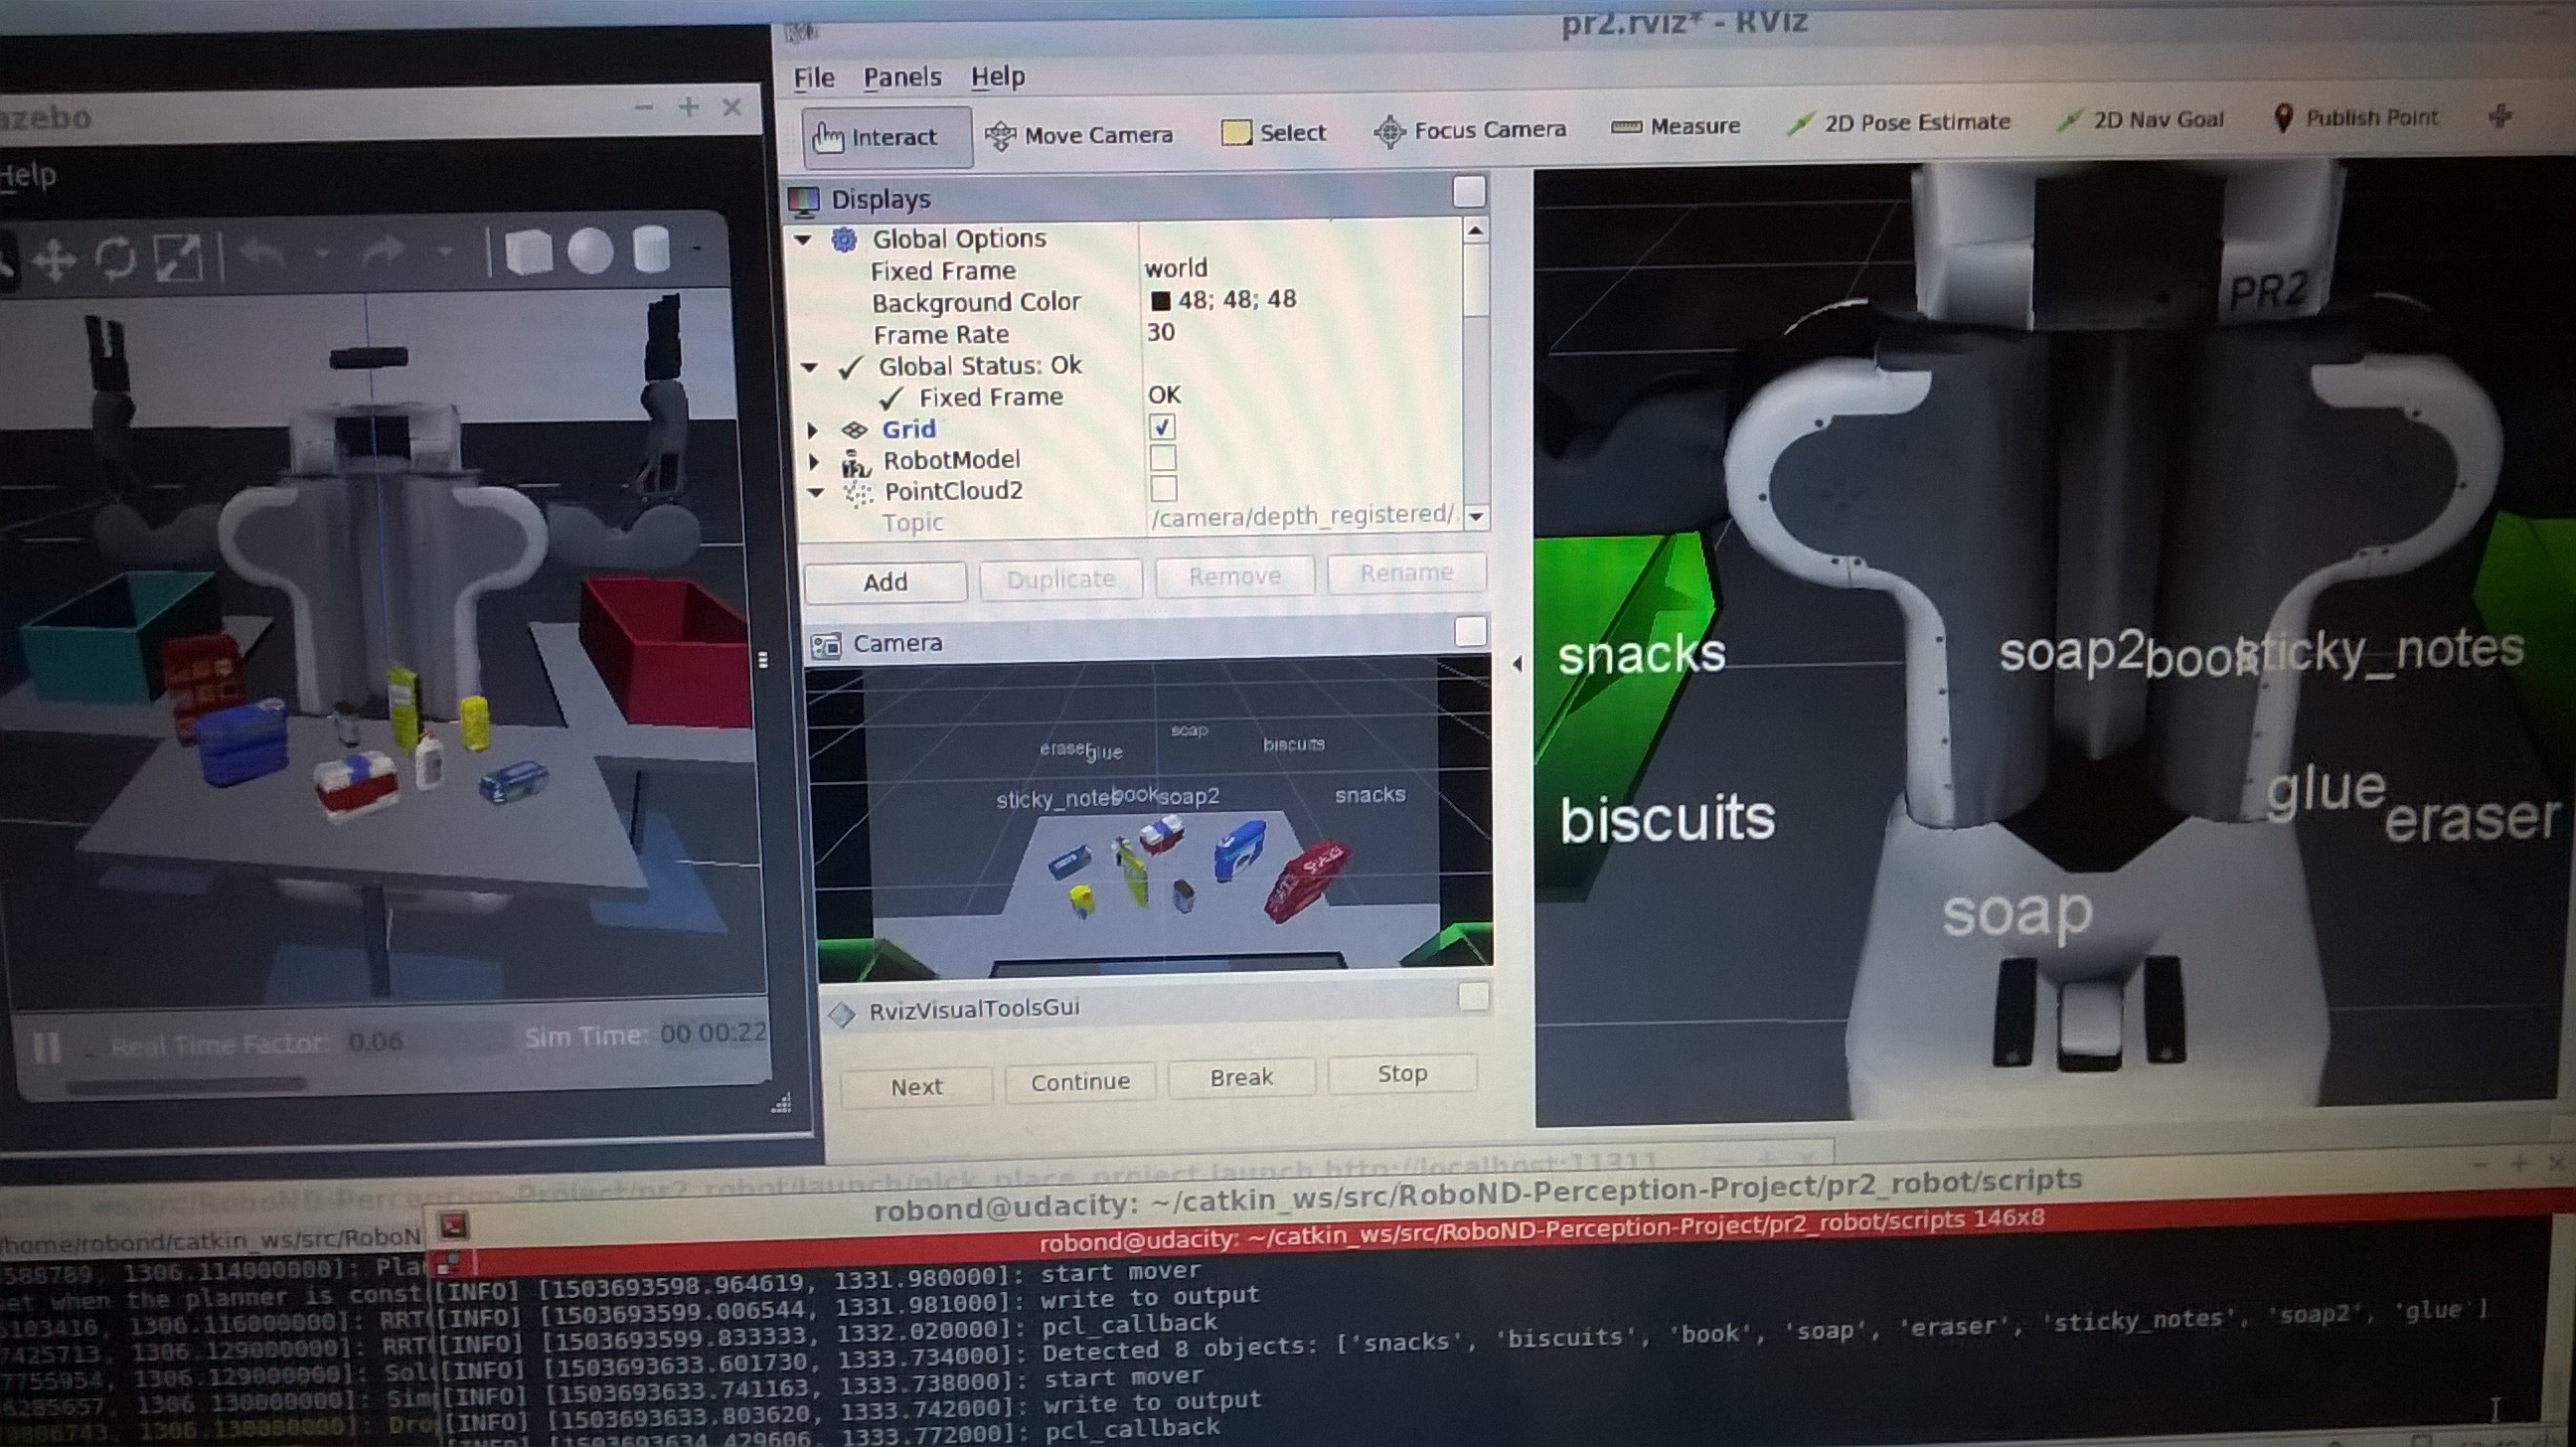 pr2.rviz* - RViz
File Panels Help
Interact Move Camera Select Focus Camera Measure 2D Pose Estimate 2D Nav Goal Publish Point
azebo
Help
Displays
Global Options
Fixed Frame world
Background Color 48; 48; 48
Frame Rate 30
Global Status: Ok
Fixed Frame OK
Grid
RobotModel
PointCloud2
Topic /camera/depth_registered/
Add Duplicate Remove Rename
Camera
soap
eraser glue biscuits
sticky_notes book soap2 snacks
PR2
snacks soap2 book sticky_notes
biscuits glue eraser
soap
Real Time Factor: 0.06 Sim Time: 00 00:22
RvizVisualToolsGui
Next Continue Break Stop
robond@udacity: ~/catkin_ws/src/RoboND-Perception-Project/pr2_robot/scripts
robond@udacity: ~/catkin_ws/src/RoboND-Perception-Project/pr2_robot/scripts 146x8
/home/robond/catkin_ws/src/RoboN
588789, 1306.114000000]: Pla
when the planner is const
103416, 1306.116000000]: RRT
7425713, 1306.129000000]: RRT
7755954, 1306.129000000]: Sol
6285657, 1306.130000000]: Sim
[INFO] [1503693598.964619, 1331.980000]: start mover
[INFO] [1503693599.006544, 1331.981000]: write to output
[INFO] [1503693599.833333, 1332.020000]: pcl_callback
[INFO] [1503693633.601730, 1333.734000]: Detected 8 objects: ['snacks', 'biscuits', 'book', 'soap', 'eraser', 'sticky_notes', 'soap2', 'glue']
[INFO] [1503693633.741163, 1333.738000]: start mover
[INFO] [1503693633.803620, 1333.742000]: write to output
[INFO] [1503693634.429606, 1333.772000]: pcl_callback